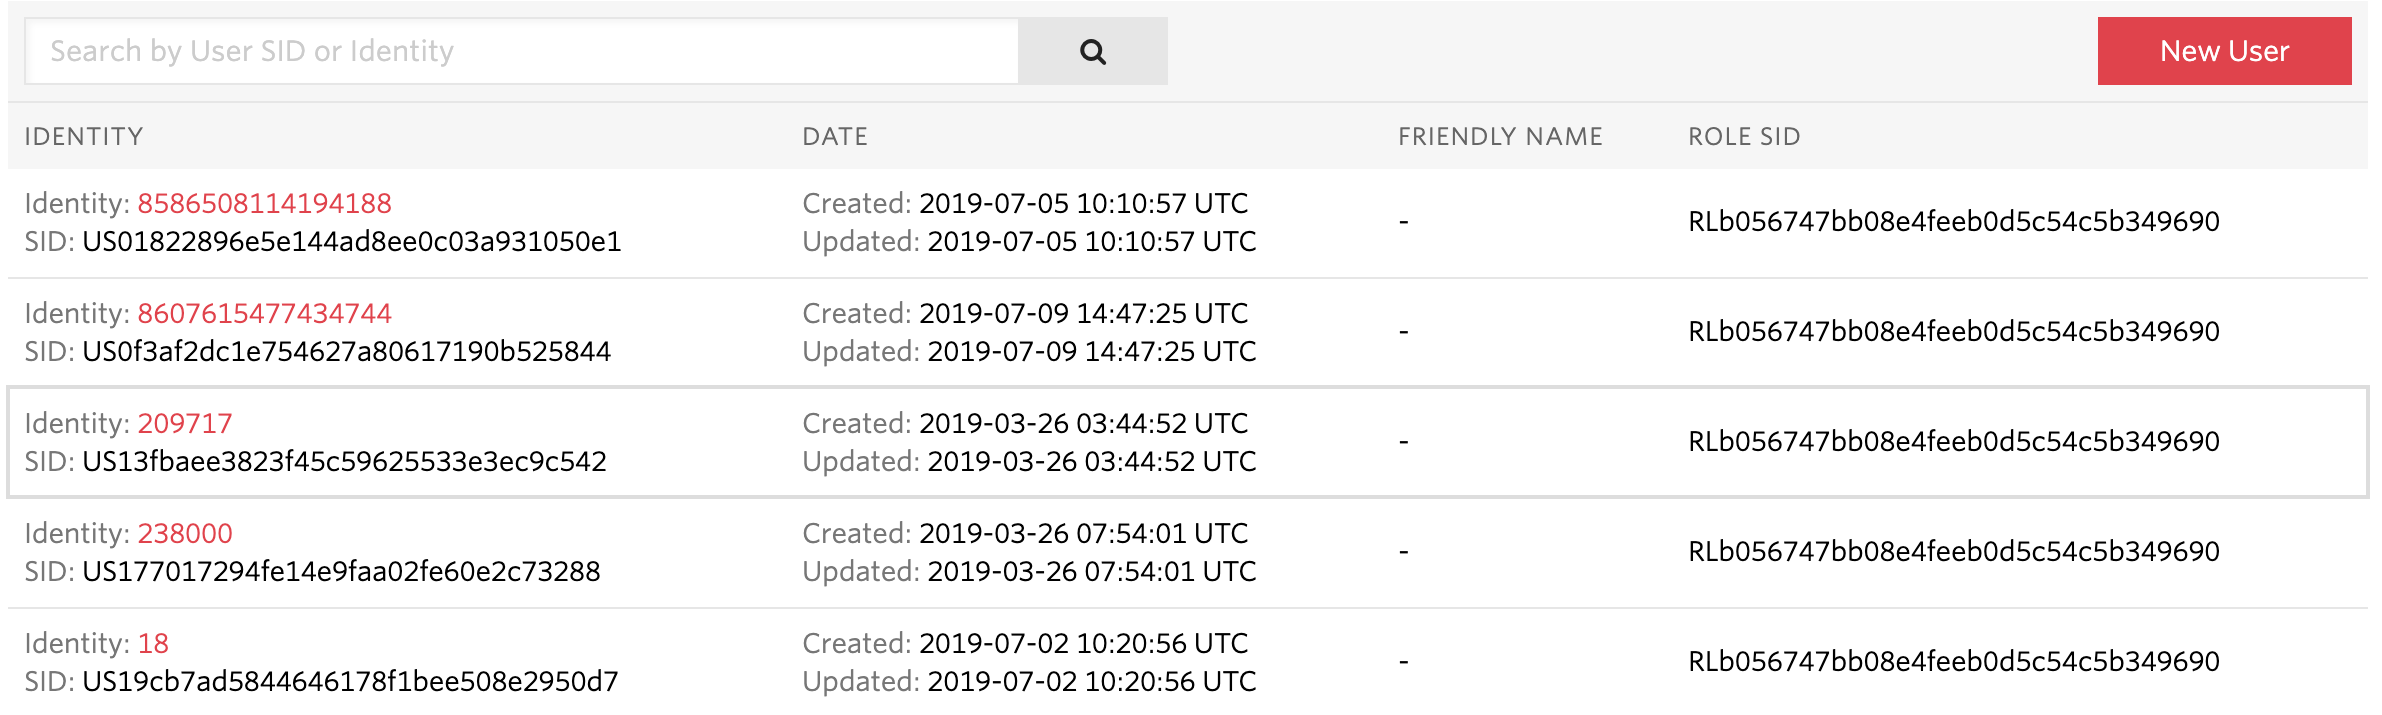 Search by User SID or Identity
New User
IDENTITY DATE FRIENDLY NAME ROLE SID
Identity: 8586508114194188 Created: 2019-07-05 10:10:57 UTC
SID: US01822896e5e144ad8ee0c03a931050e1 Updated: 2019-07-05 10:10:57 UTC
- RLb056747bb08e4feeb0d5c54c5b349690
Identity: 8607615477434744 Created: 2019-07-09 14:47:25 UTC
SID: US0f3af2dc1e754627a80617190b525844 Updated: 2019-07-09 14:47:25 UTC
- RLb056747bb08e4feeb0d5c54c5b349690
Identity: 209717 Created: 2019-03-26 03:44:52 UTC
SID: US13fbaee3823f45c59625533e3ec9c542 Updated: 2019-03-26 03:44:52 UTC
- RLb056747bb08e4feeb0d5c54c5b349690
Identity: 238000 Created: 2019-03-26 07:54:01 UTC
SID: US177017294fe14e9faa02fe60e2c73288 Updated: 2019-03-26 07:54:01 UTC
- RLb056747bb08e4feeb0d5c54c5b349690
Identity: 18 Created: 2019-07-02 10:20:56 UTC
SID: US19cb7ad5844646178f1bee508e2950d7 Updated: 2019-07-02 10:20:56 UTC
- RLb056747bb08e4feeb0d5c54c5b349690